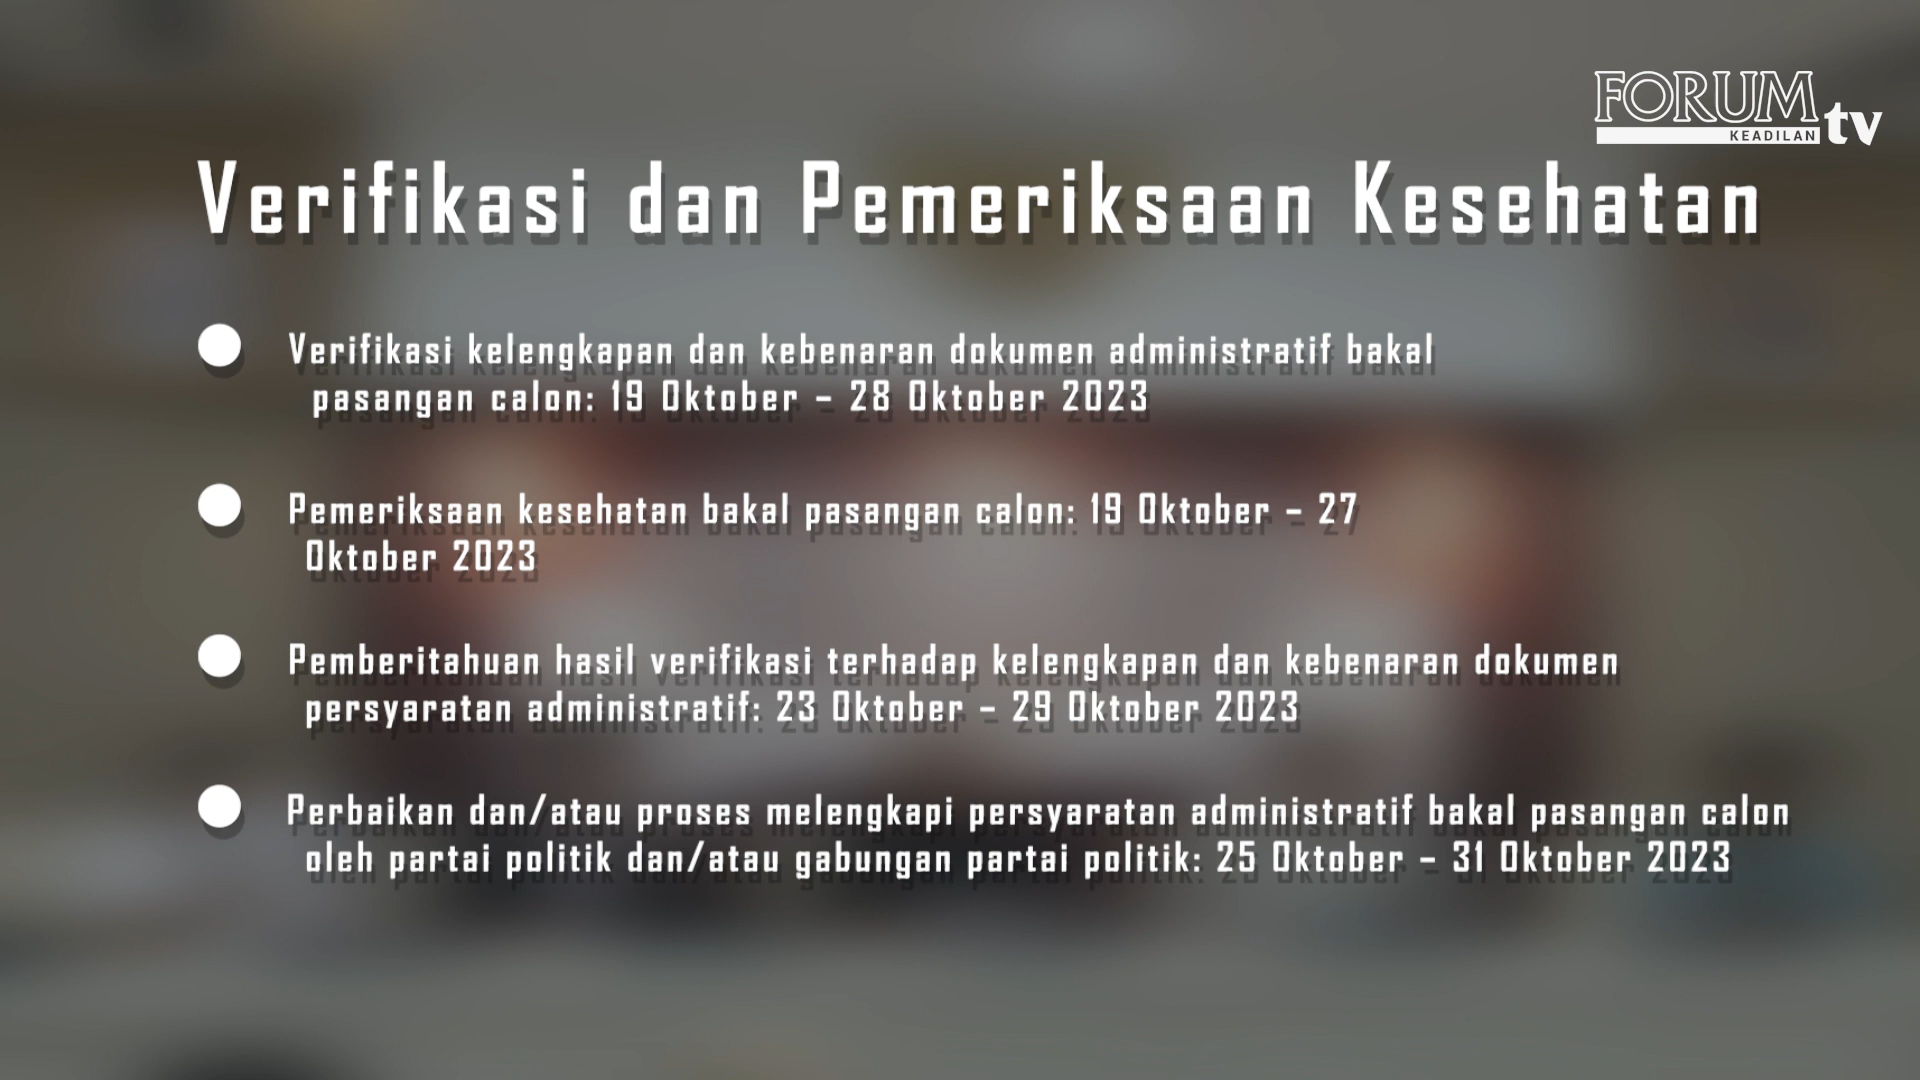 FORUM
KEADILAN
tv
Verifikasi dan Pemeriksaan Kesehatan
Verifikasi kelengkapan dan kebenaran dokumen administratif bakal
pasangan calon: 19 Oktober – 28 Oktober 2023
Pemeriksaan kesehatan bakal pasangan calon: 19 Oktober – 27
Oktober 2023
Pemberitahuan hasil verifikasi terhadap kelengkapan dan kebenaran dokumen
persyaratan administratif: 23 Oktober – 29 Oktober 2023
Perbaikan dan/atau proses melengkapi persyaratan administratif bakal pasangan calon
oleh partai politik dan/atau gabungan partai politik: 25 Oktober – 31 Oktober 2023